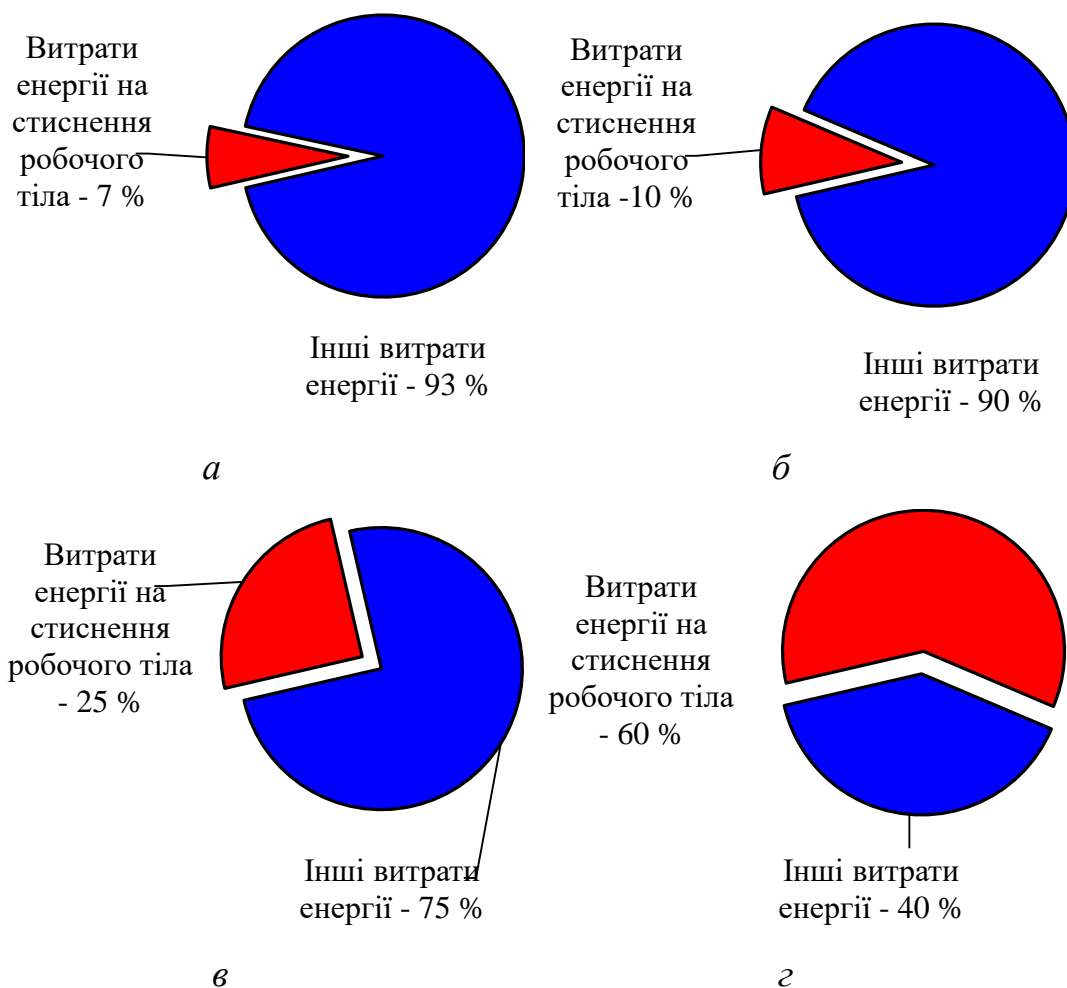 Витрати
енергії на
стиснення
робочого
тіла - 7 %
Інші витрати
енергії - 93 %
а
Витрати
енергії на
стиснення
робочого
тіла -10 %
Інші витрати
енергії - 90 %
б
Витрати
енергії на
стиснення
робочого тіла
- 25 %
Інші витрати
енергії - 75 %
в
Витрати
енергії на
стиснення
робочого тіла
- 60 %
Інші витрати
енергії - 40 %
г